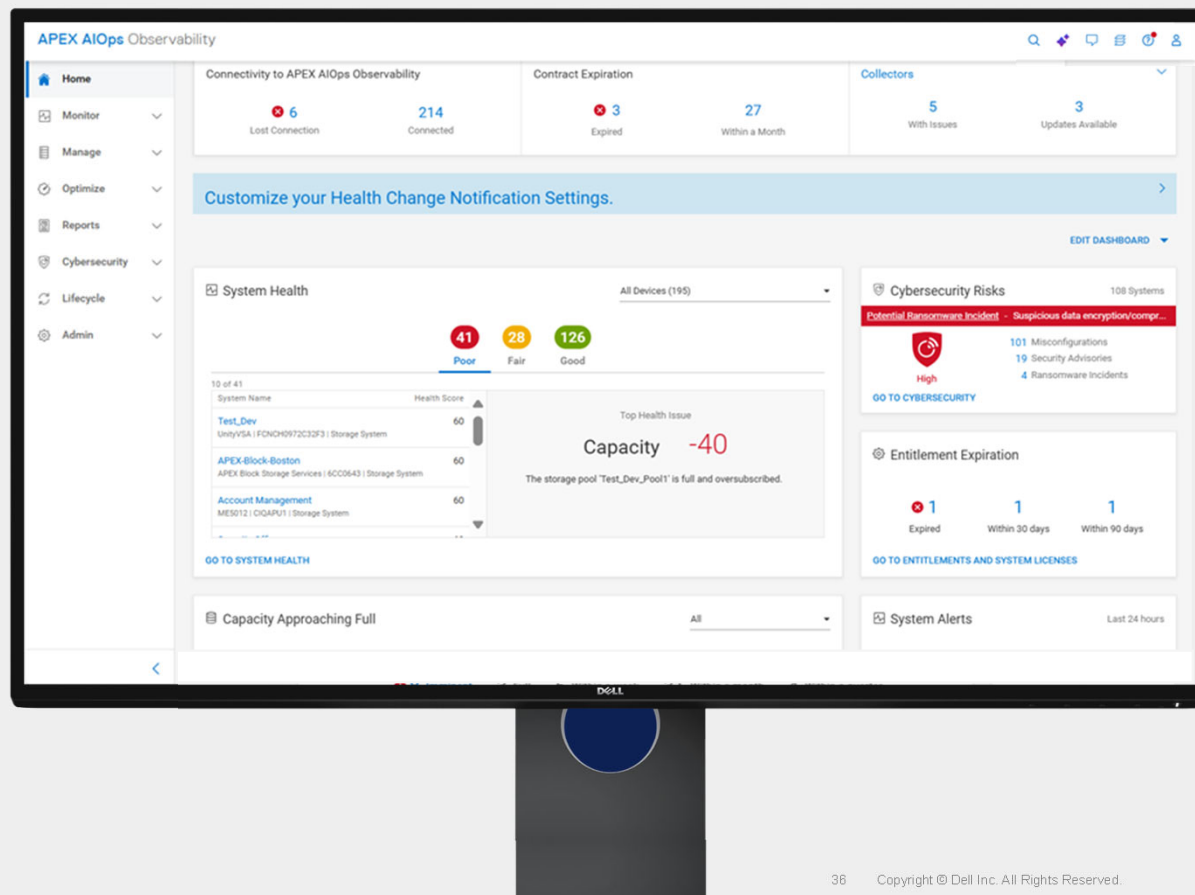 APEX AIOps Observability
Home
Monitor
Manage
Optimize
Reports
Cybersecurity
Lifecycle
Admin
Connectivity to APEX AIOps Observability
6
Lost Connection
214
Connected
Contract Expiration
3
Expired
27
Within a Month
Collectors
5
With Issues
3
Updates Available
Customize your Health Change Notification Settings.
EDIT DASHBOARD
System Health
All Devices (195)
41
Poor
28
Fair
126
Good
10 of 41
System Name Health Score
Test_Dev 60
UnityVSA | FCNCH0972C32F3 | Storage System
APEX-Block-Boston 60
APEX Block Storage Services | 6CC0643 | Storage System
Account Management 60
ME5012 | CIQAPU1 | Storage System
Top Health Issue
Capacity -40
The storage pool 'Test_Dev_Pool1' is full and oversubscribed.
GO TO SYSTEM HEALTH
Cybersecurity Risks 108 Systems
Potential Ransomware Incident - Suspicious data encryption/compr...
High
101 Misconfigurations
19 Security Advisories
4 Ransomware Incidents
GO TO CYBERSECURITY
Entitlement Expiration
1
Expired
1
Within 30 days
1
Within 90 days
GO TO ENTITLEMENTS AND SYSTEM LICENSES
Capacity Approaching Full
All
System Alerts Last 24 hours
DELL
36 Copyright © Dell Inc. All Rights Reserved.